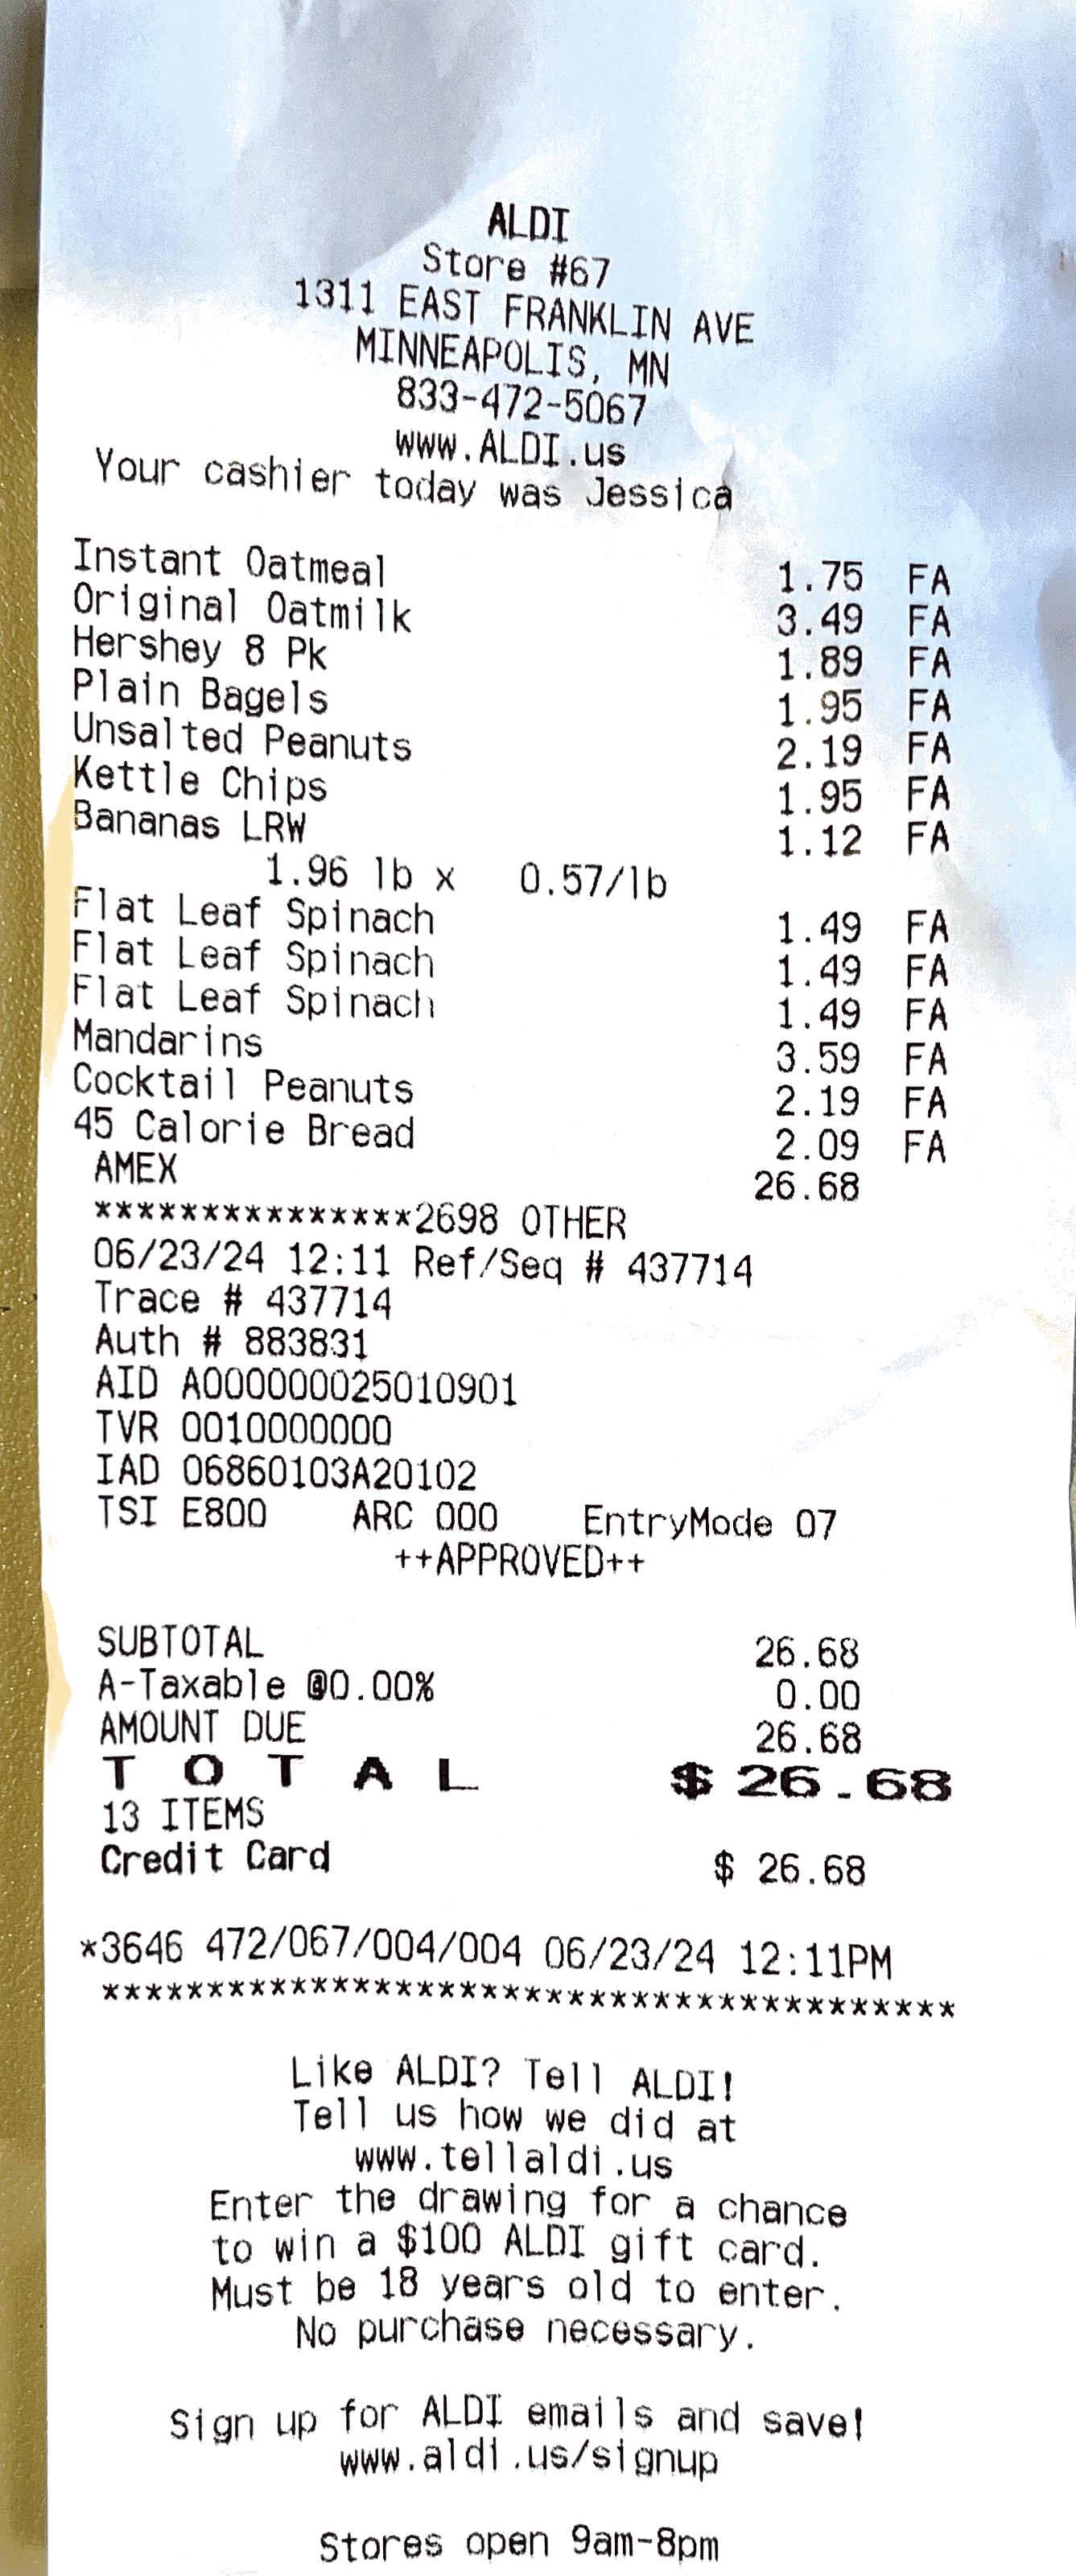 ALDI
Store #67
1311 EAST FRANKLIN AVE
MINNEAPOLIS, MN
833-472-5067
www.ALDI.us
Your cashier today was Jessica
Instant Oatmeal 1.75 FA
Original Oatmilk 3.49 FA
Hershey 8 Pk 1.89 FA
Plain Bagels 1.95 FA
Unsalted Peanuts 2.19 FA
Kettle Chips 1.95 FA
Bananas LRW 1.12 FA
1.96 lb x 0.57/lb
Flat Leaf Spinach 1.49 FA
Flat Leaf Spinach 1.49 FA
Flat Leaf Spinach 1.49 FA
Mandarins 3.59 FA
Cocktail Peanuts 2.19 FA
45 Calorie Bread 2.09 FA
AMEX 26.68
***************2698 OTHER
06/23/24 12:11 Ref/Seq # 437714
Trace # 437714
Auth # 883831
AID A000000025010901
TVR 0010000000
IAD 06860103A20102
TSI E800 ARC 000 EntryMode 07
++APPROVED++
SUBTOTAL 26.68
A-Taxable @0.00% 0.00
AMOUNT DUE 26.68
T O T A L $ 26.68
13 ITEMS
Credit Card $ 26.68
*3646 472/067/004/004 06/23/24 12:11PM
*****************************************
Like ALDI? Tell ALDI!
Tell us how we did at
www.tellaldi.us
Enter the drawing for a chance
to win a $100 ALDI gift card.
Must be 18 years old to enter.
No purchase necessary.
Sign up for ALDI emails and save!
www.aldi.us/signup
Stores open 9am-8pm